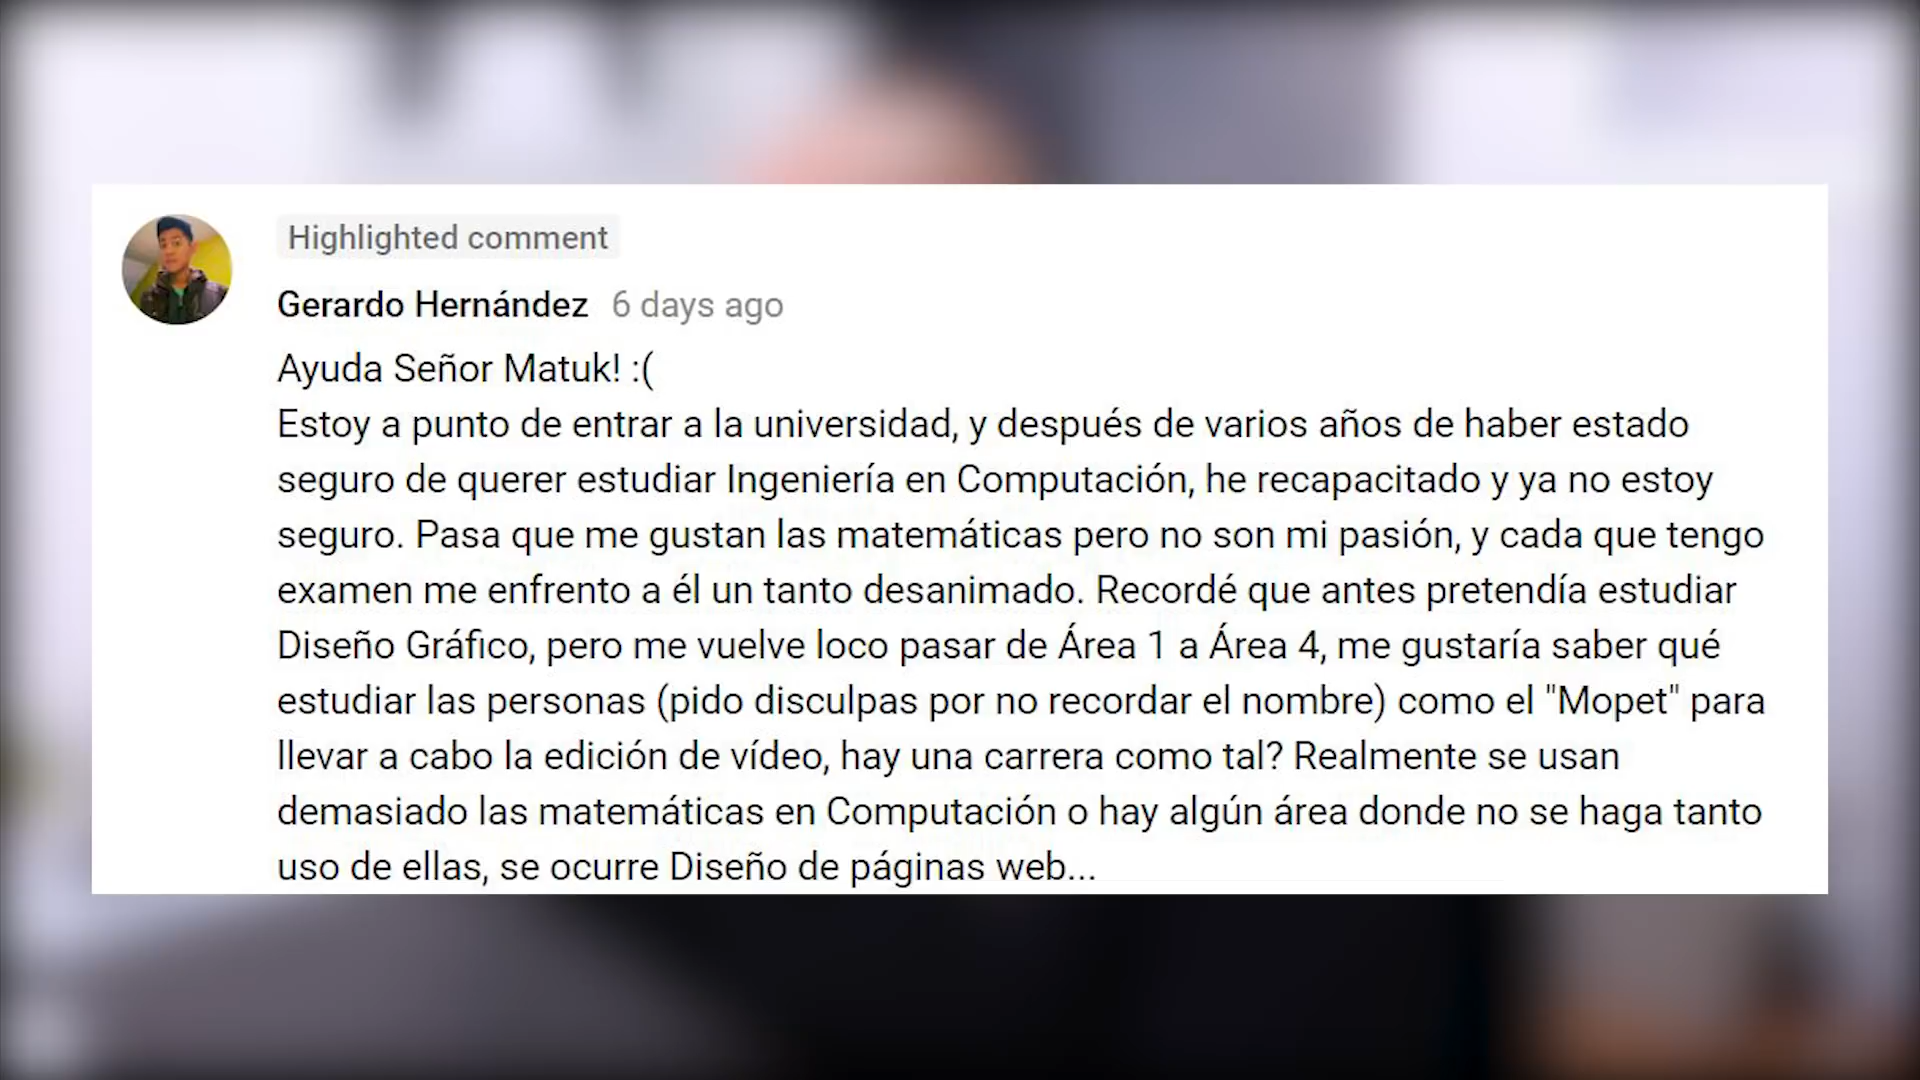 Highlighted comment
Gerardo Hernández 6 days ago
Ayuda Señor Matuk! :(
Estoy a punto de entrar a la universidad, y después de varios años de haber estado
seguro de querer estudiar Ingeniería en Computación, he recapacitado y ya no estoy
seguro. Pasa que me gustan las matemáticas pero no son mi pasión, y cada que tengo
examen me enfrento a él un tanto desanimado. Recordé que antes pretendía estudiar
Diseño Gráfico, pero me vuelve loco pasar de Área 1 a Área 4, me gustaría saber qué
estudiar las personas (pido disculpas por no recordar el nombre) como el "Mopet" para
llevar a cabo la edición de vídeo, hay una carrera como tal? Realmente se usan
demasiado las matemáticas en Computación o hay algún área donde no se haga tanto
uso de ellas, se ocurre Diseño de páginas web...